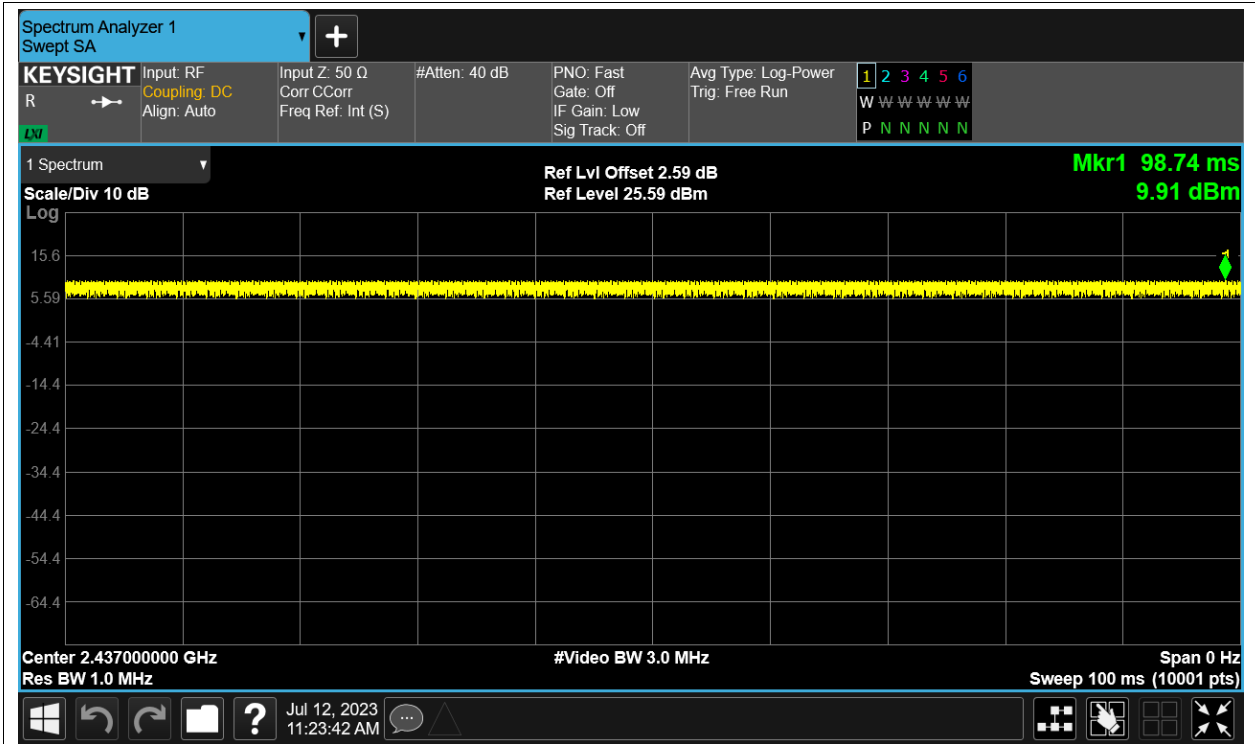 Spectrum Analyzer 1
Swept SA
KEYSIGHT
R
LXI
Input: RF
Coupling: DC
Align: Auto
Input Z: 50 Ω
Corr CCorr
Freq Ref: Int (S)
#Atten: 40 dB
PNO: Fast
Gate: Off
IF Gain: Low
Sig Track: Off
Avg Type: Log-Power
Trig: Free Run
1 2 3 4 5 6
W W W W W W
P N N N N N
1 Spectrum
Scale/Div 10 dB
Log
Ref Lvl Offset 2.59 dB
Ref Level 25.59 dBm
Mkr1 98.74 ms
9.91 dBm
1
15.6
5.59
-4.41
-14.4
-24.4
-34.4
-44.4
-54.4
-64.4
Center 2.437000000 GHz
Res BW 1.0 MHz
#Video BW 3.0 MHz
Span 0 Hz
Sweep 100 ms (10001 pts)
?
Jul 12, 2023
11:23:42 AM